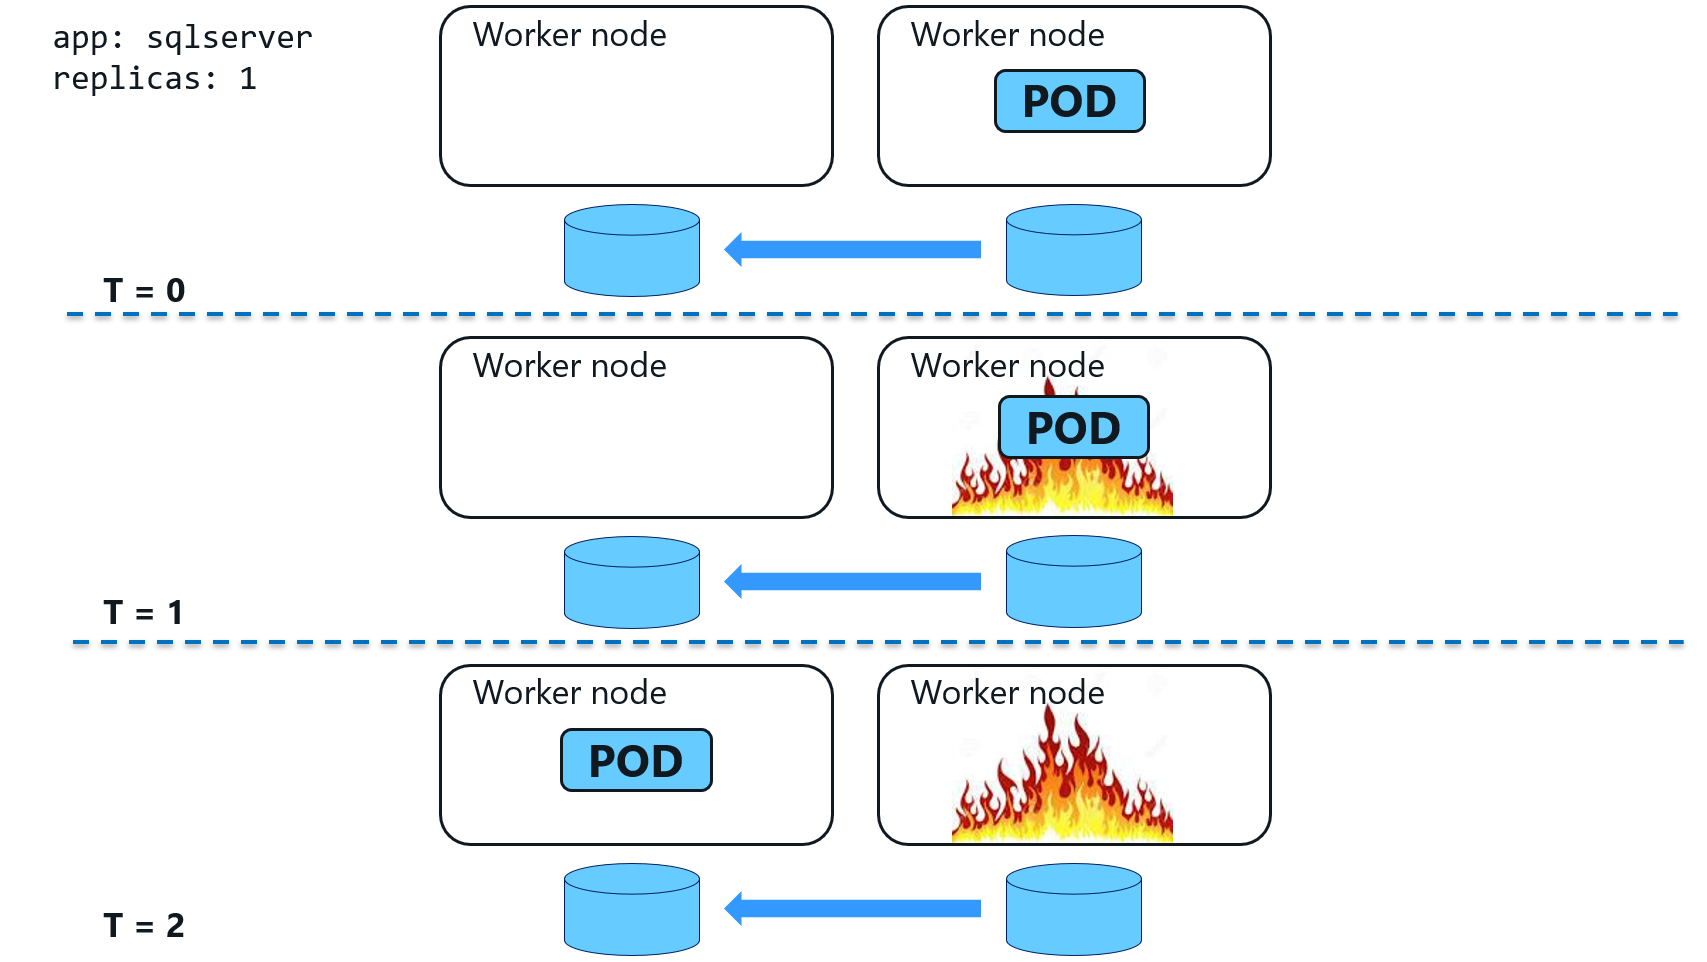 app: sqlserver
replicas: 1
Worker node
Worker node
POD
T = 0
Worker node
Worker node
POD
T = 1
Worker node
Worker node
POD
T = 2